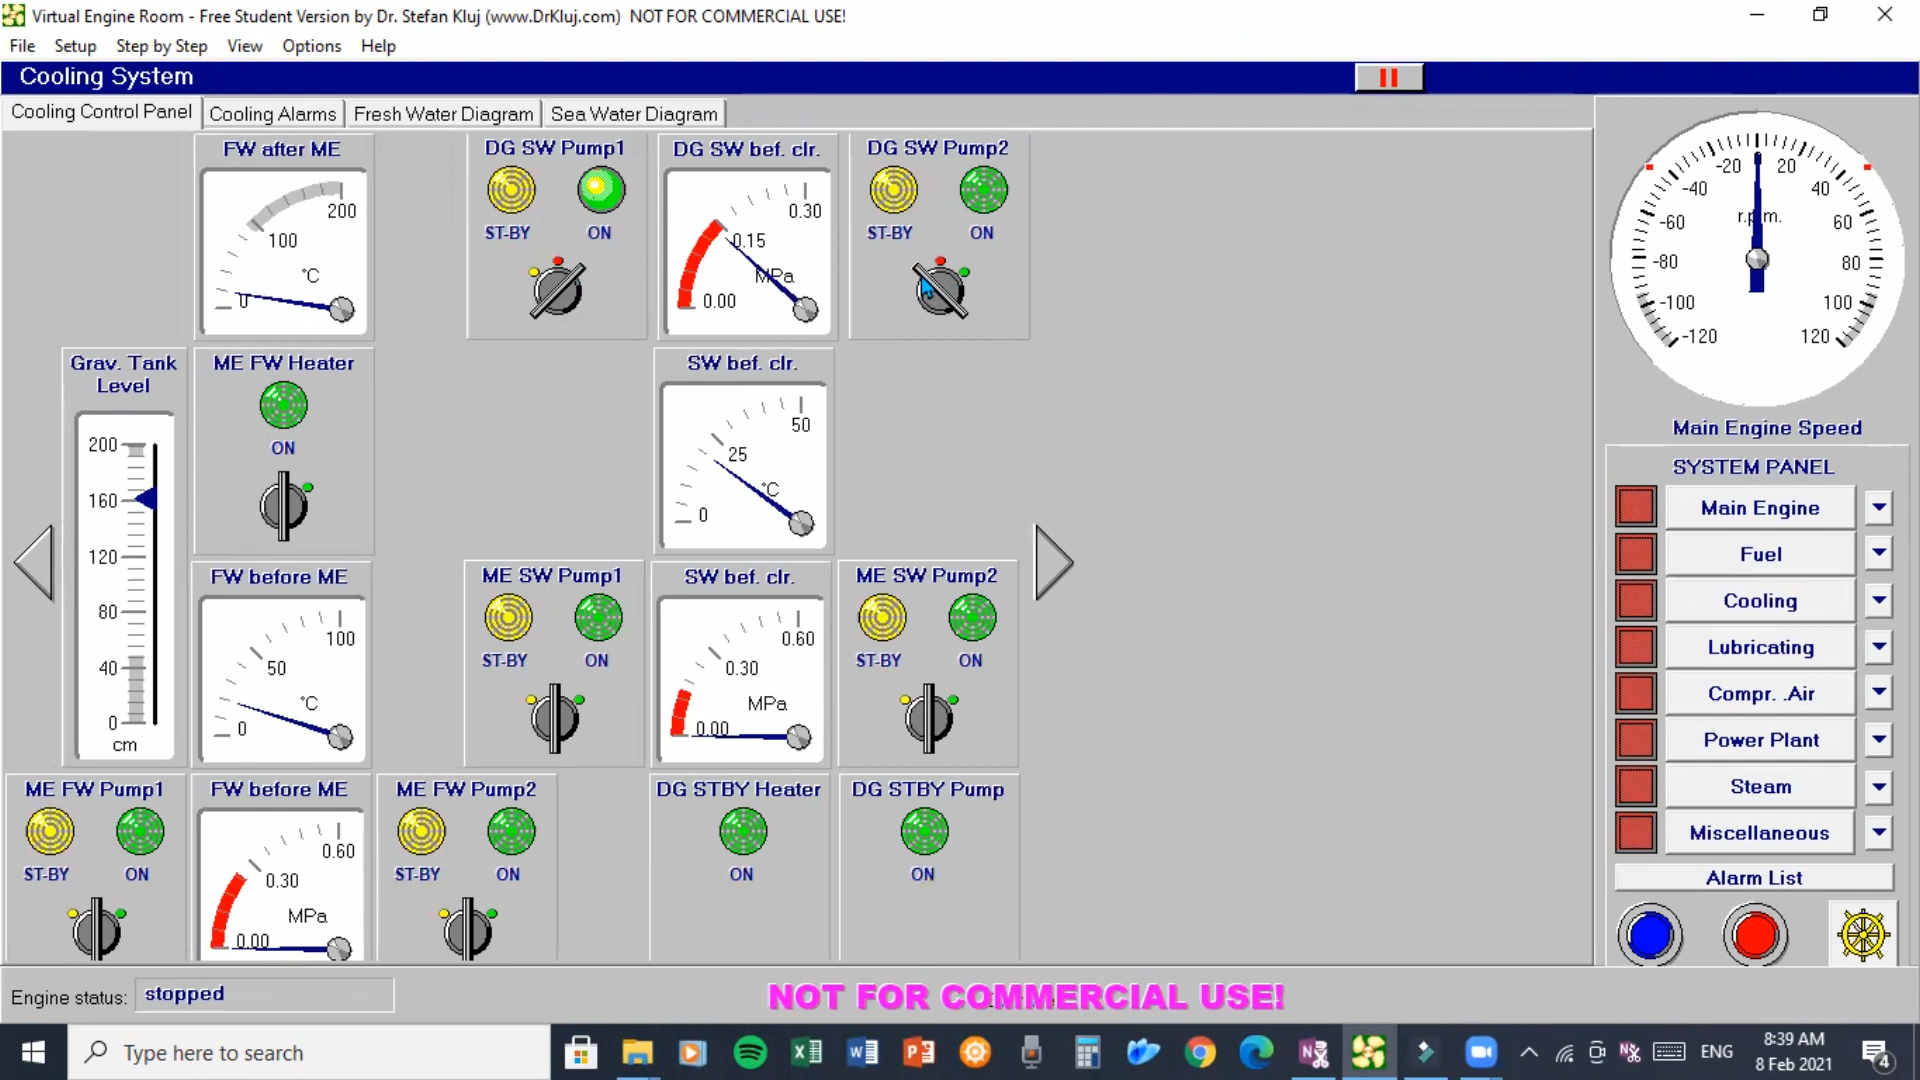 Virtual Engine Room - Free Student Version by Dr. Stefan Kluj (www.DrKluj.com) NOT FOR COMMERCIAL USE!
File Setup Step by Step View Options Help
Cooling System
Cooling Control Panel Cooling Alarms Fresh Water Diagram Sea Water Diagram
FW after ME
200
100
°C
0
DG SW Pump1
ST-BY ON
DG SW bef. clr.
0.30
0.15
MPa
0.00
DG SW Pump2
ST-BY ON
Grav. Tank
Level
200
160
120
80
40
0
cm
ME FW Heater
ON
SW bef. clr.
50
25
°C
0
FW before ME
100
50
°C
0
ME SW Pump1
ST-BY ON
SW bef. clr.
0.60
0.30
MPa
0.00
ME SW Pump2
ST-BY ON
ME FW Pump1
ST-BY ON
FW before ME
0.60
0.30
MPa
0.00
ME FW Pump2
ST-BY ON
DG STBY Heater
ON
DG STBY Pump
ON
-20 20
-40 40
r.p.m.
-60 60
-80 80
-100 100
-120 120
Main Engine Speed
SYSTEM PANEL
Main Engine
Fuel
Cooling
Lubricating
Compr. .Air
Power Plant
Steam
Miscellaneous
Alarm List
Engine status: stopped
NOT FOR COMMERCIAL USE!
Type here to search
ENG
8:39 AM
8 Feb 2021
4